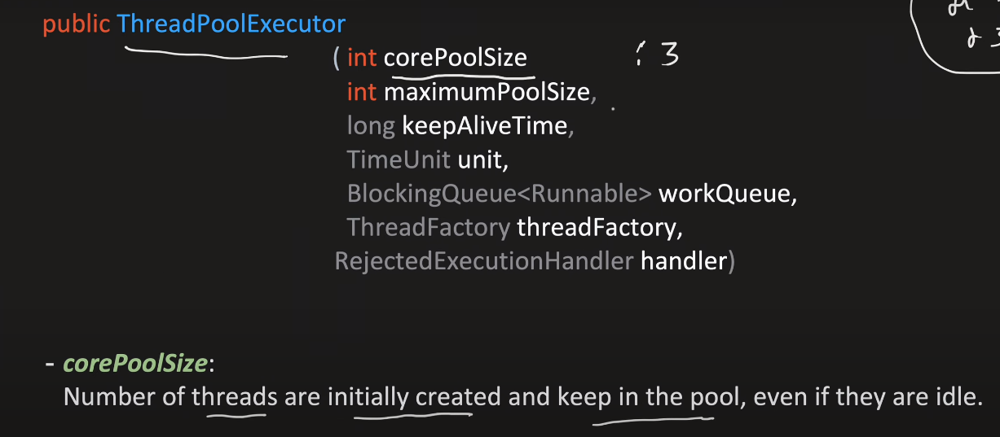 public ThreadPoolExecutor
( int corePoolSize : 3
int maximumPoolSize,
long keepAliveTime,
TimeUnit unit,
BlockingQueue<Runnable> workQueue,
ThreadFactory threadFactory,
RejectedExecutionHandler handler)
- corePoolSize:
Number of threads are initially created and keep in the pool, even if they are idle.